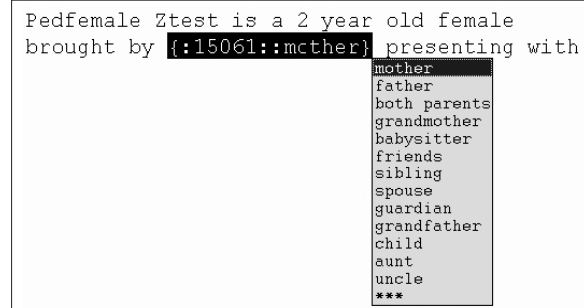 Pedfemale Ztest is a 2 year old female
brought by {:15061::mcther} presenting with
mother
father
both parents
grandmother
babysitter
friends
sibling
spouse
guardian
grandfather
child
aunt
uncle
***